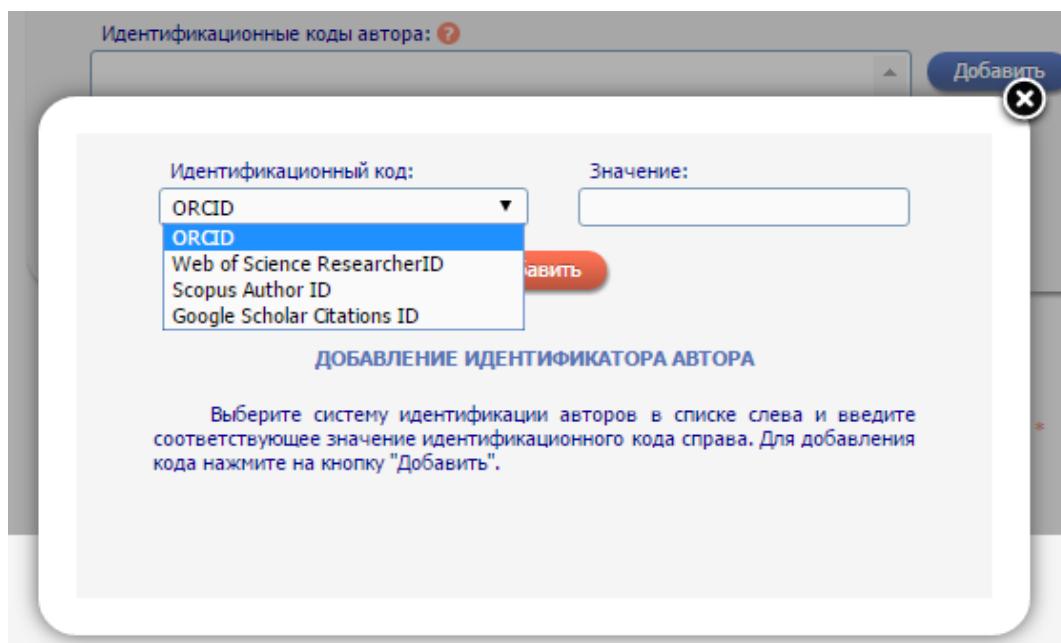 Идентификационные коды автора:
Добавить
Идентификационный код: Значение:
ORCID
ORCID
Web of Science ResearcherID
Scopus Author ID
Google Scholar Citations ID
авить
ДОБАВЛЕНИЕ ИДЕНТИФИКАТОРА АВТОРА
Выберите систему идентификации авторов в списке слева и введите
соответствующее значение идентификационного кода справа. Для добавления
кода нажмите на кнопку "Добавить".
*